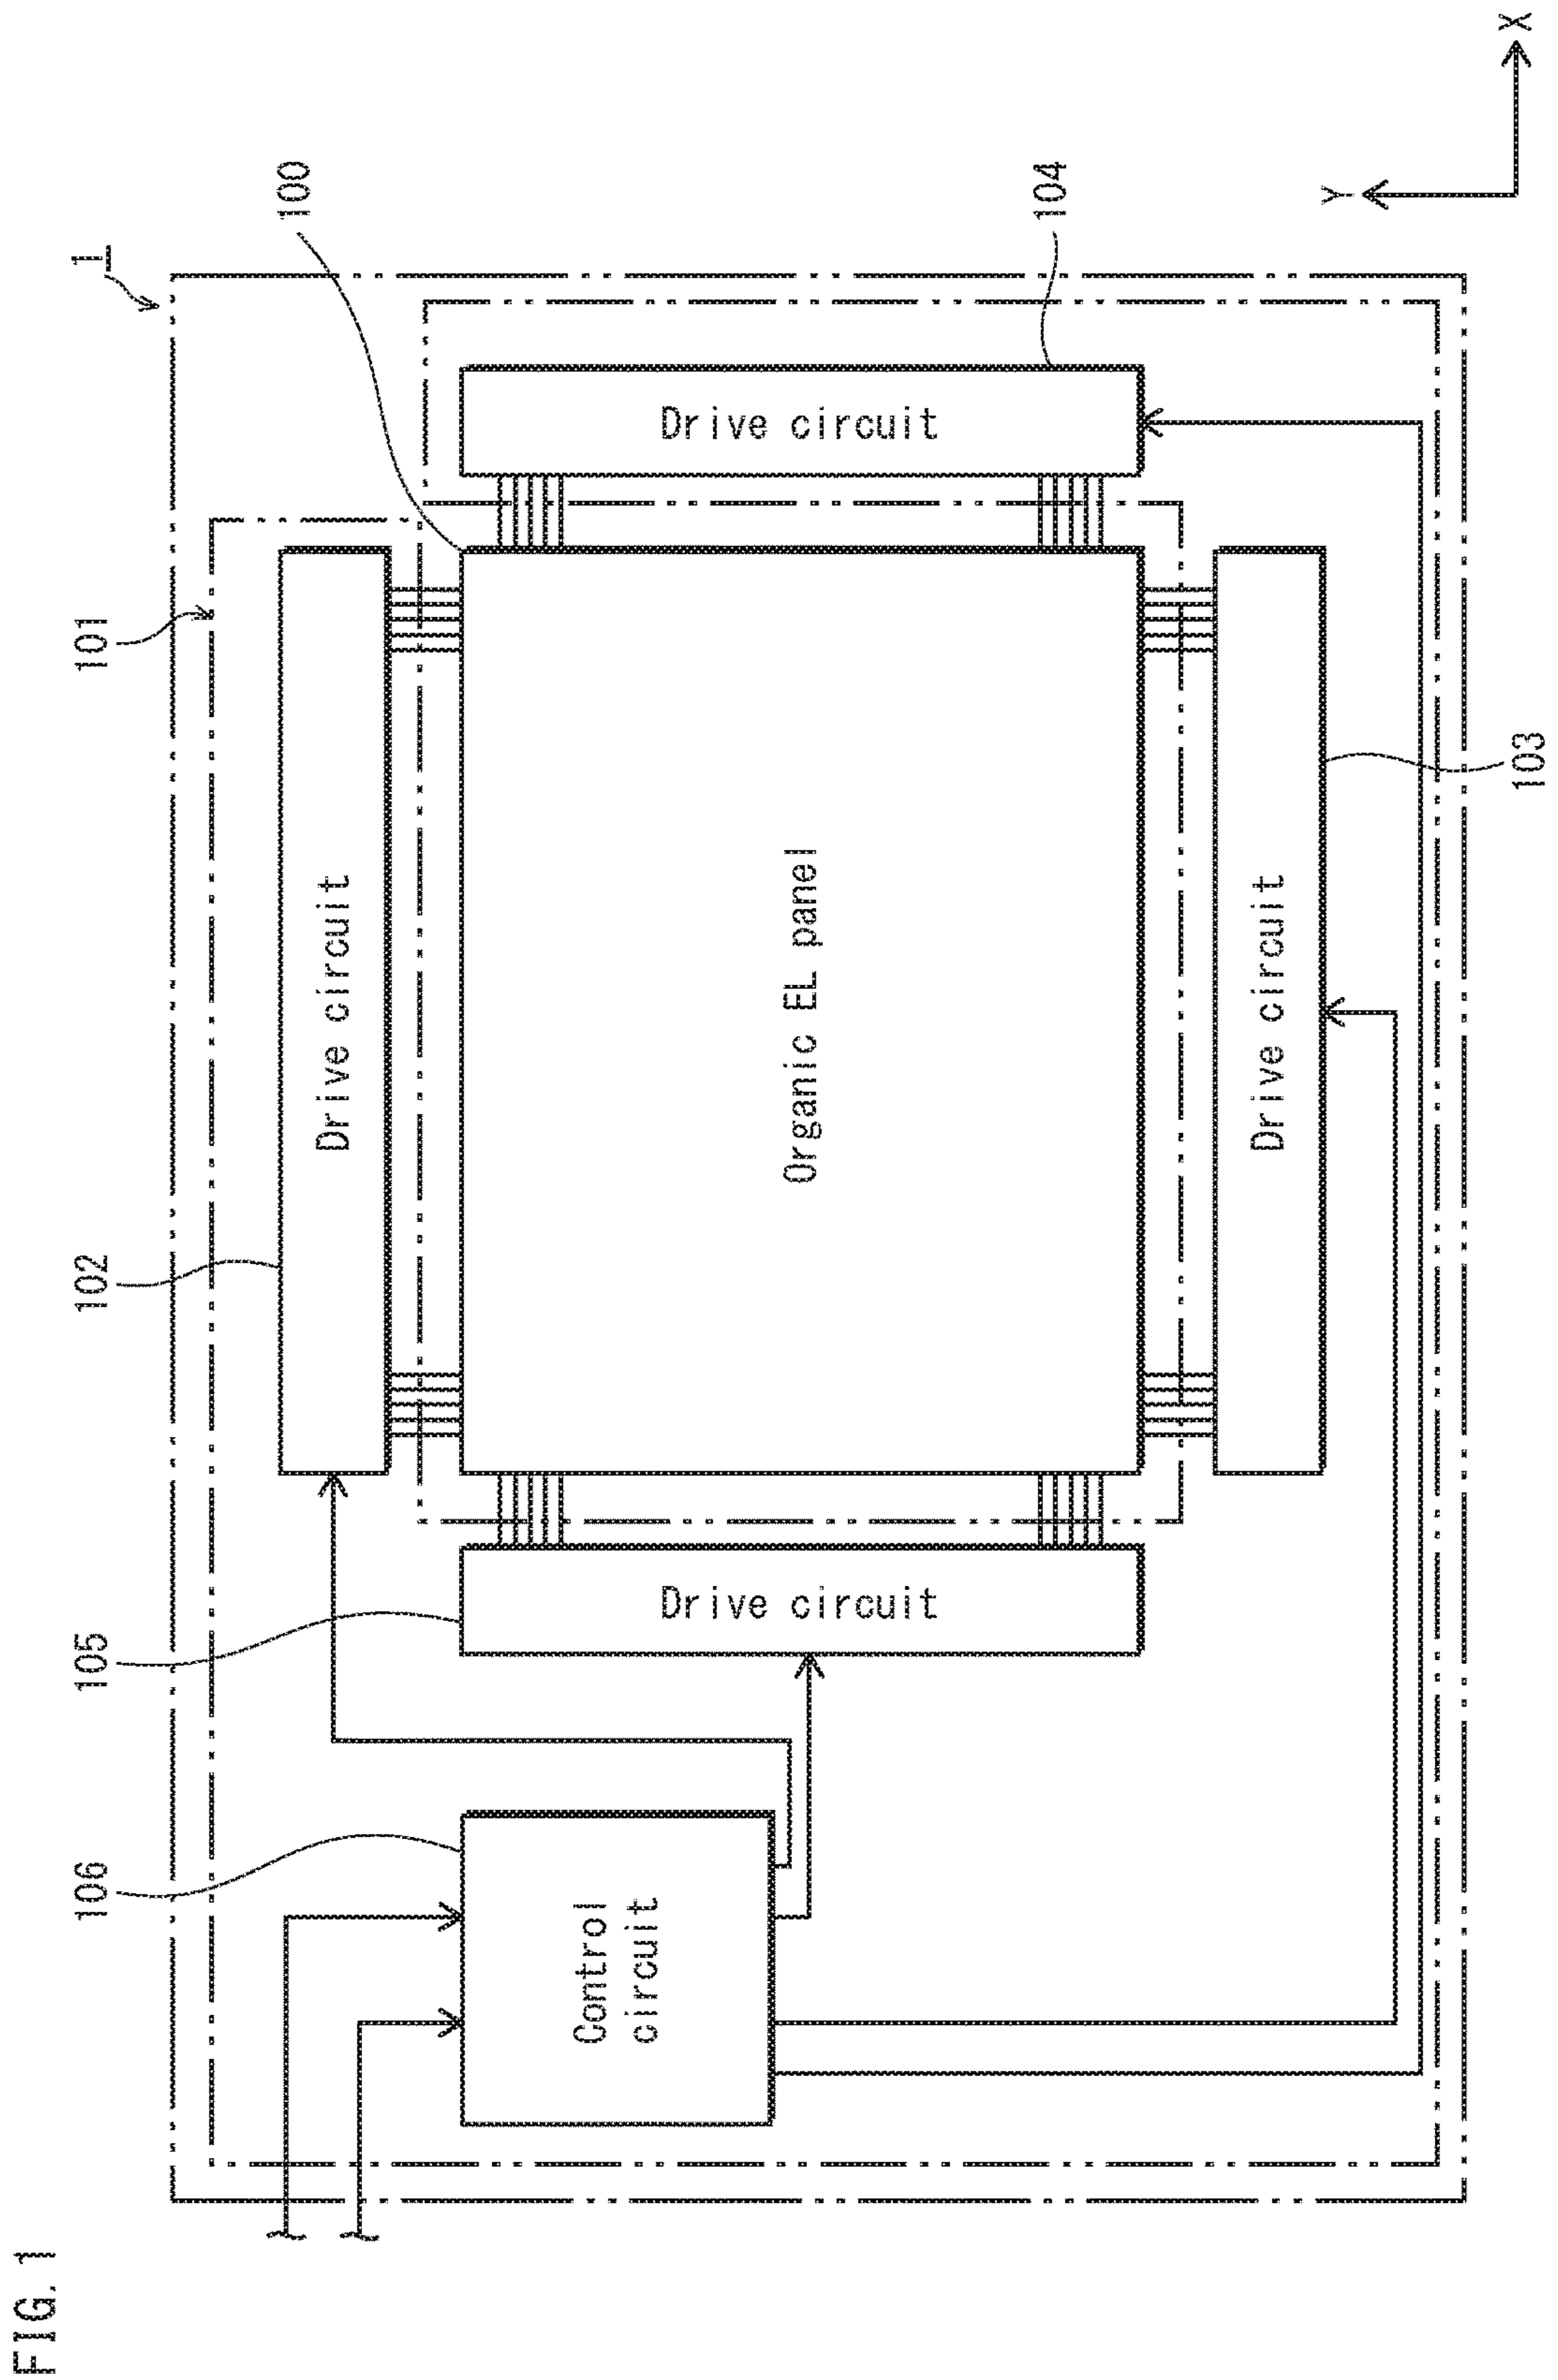 FIG. 1
1
101
102
105
106
100
Drive circuit
Drive circuit
Organic EL panel
Drive circuit
Control
circuit
Drive circuit
104
103
Y
X